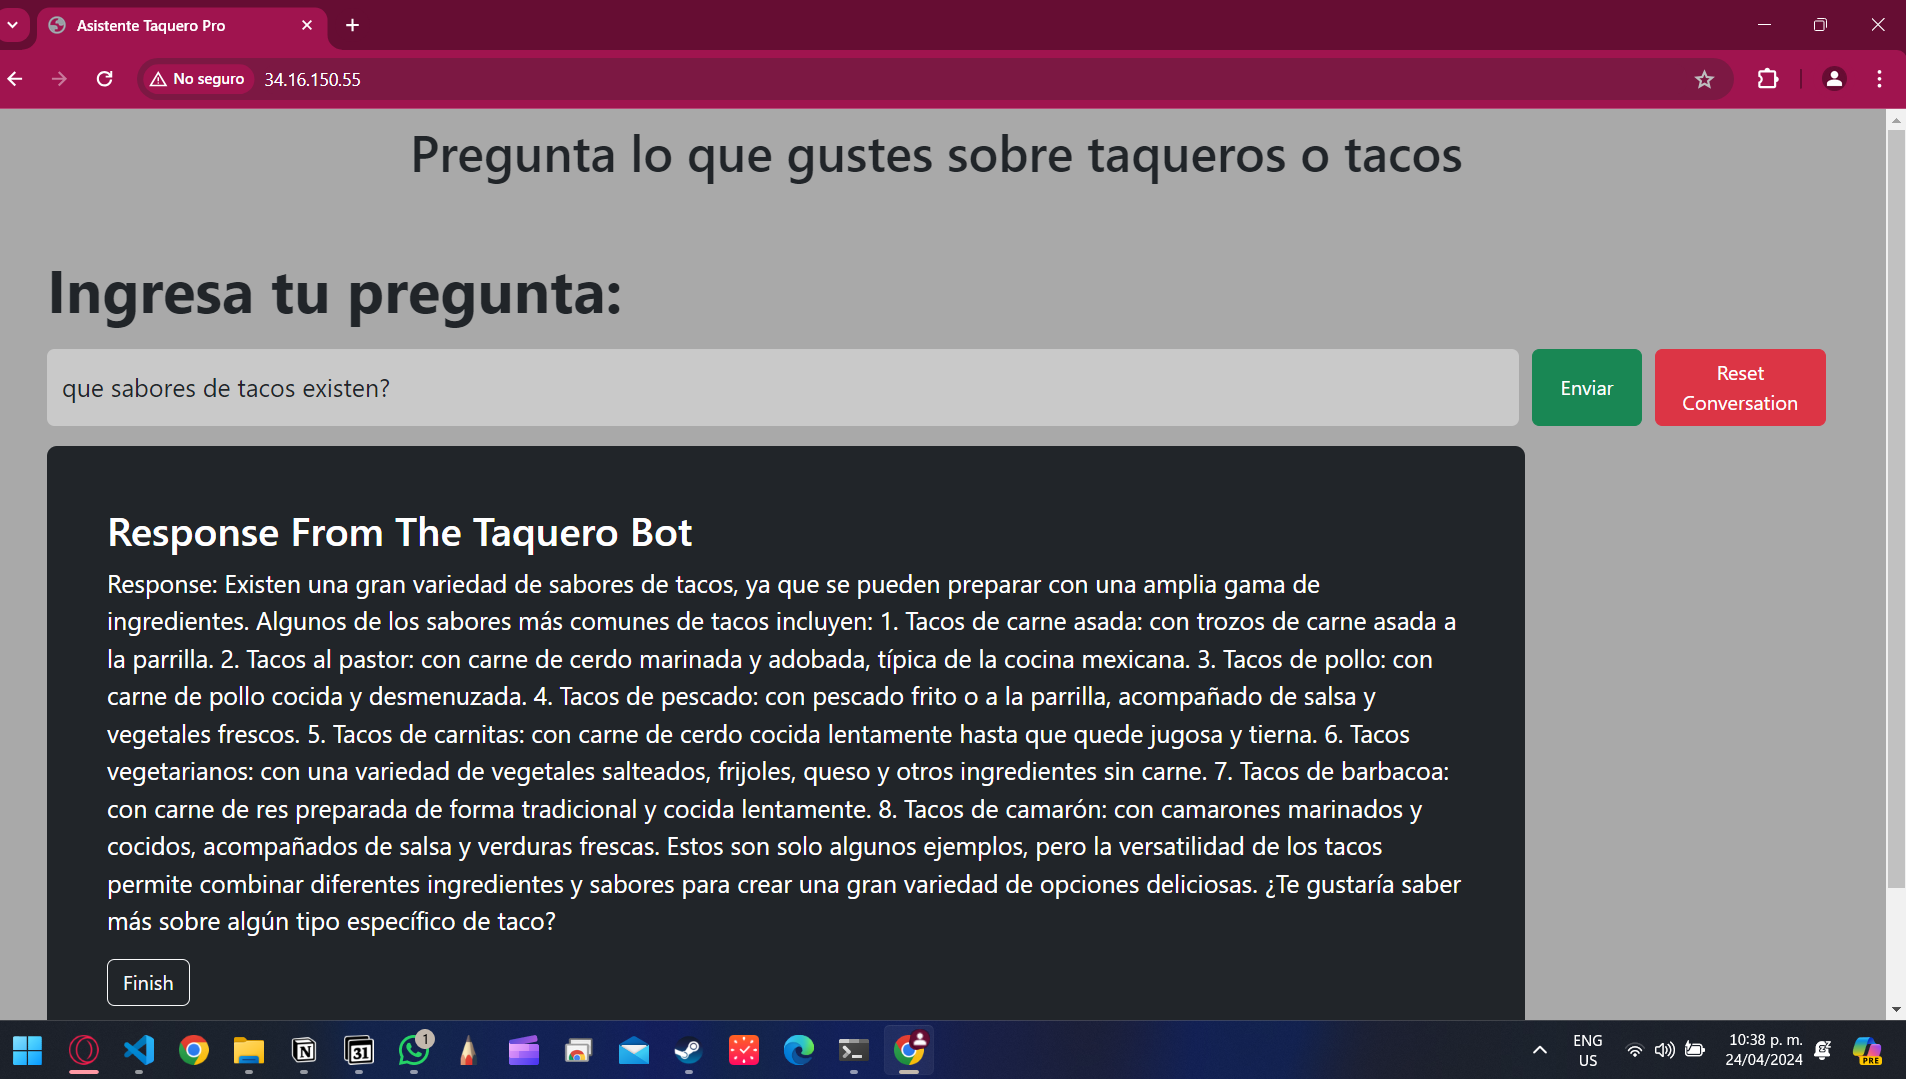 Asistente Taquero Pro
No seguro 34.16.150.55
Pregunta lo que gustes sobre taqueros o tacos
Ingresa tu pregunta:
que sabores de tacos existen?
Enviar
Reset
Conversation
Response From The Taquero Bot
Response: Existen una gran variedad de sabores de tacos, ya que se pueden preparar con una amplia gama de
ingredientes. Algunos de los sabores más comunes de tacos incluyen: 1. Tacos de carne asada: con trozos de carne asada a
la parrilla. 2. Tacos al pastor: con carne de cerdo marinada y adobada, típica de la cocina mexicana. 3. Tacos de pollo: con
carne de pollo cocida y desmenuzada. 4. Tacos de pescado: con pescado frito o a la parrilla, acompañado de salsa y
vegetales frescos. 5. Tacos de carnitas: con carne de cerdo cocida lentamente hasta que quede jugosa y tierna. 6. Tacos
vegetarianos: con una variedad de vegetales salteados, frijoles, queso y otros ingredientes sin carne. 7. Tacos de barbacoa:
con carne de res preparada de forma tradicional y cocida lentamente. 8. Tacos de camarón: con camarones marinados y
cocidos, acompañados de salsa y verduras frescas. Estos son solo algunos ejemplos, pero la versatilidad de los tacos
permite combinar diferentes ingredientes y sabores para crear una gran variedad de opciones deliciosas. ¿Te gustaría saber
más sobre algún tipo específico de taco?
Finish
N
31
1
ENG
US
10:38 p. m.
24/04/2024
PRE